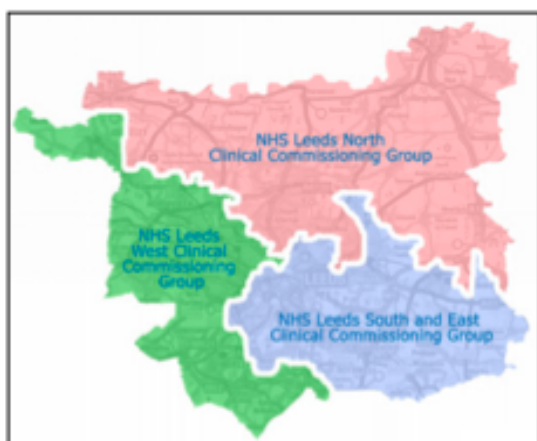 NHS Leeds North
Clinical Commissioning Group
NHS Leeds
West Clinical
Commissioning
Group
NHS Leeds South and East
Clinical Commissioning Group